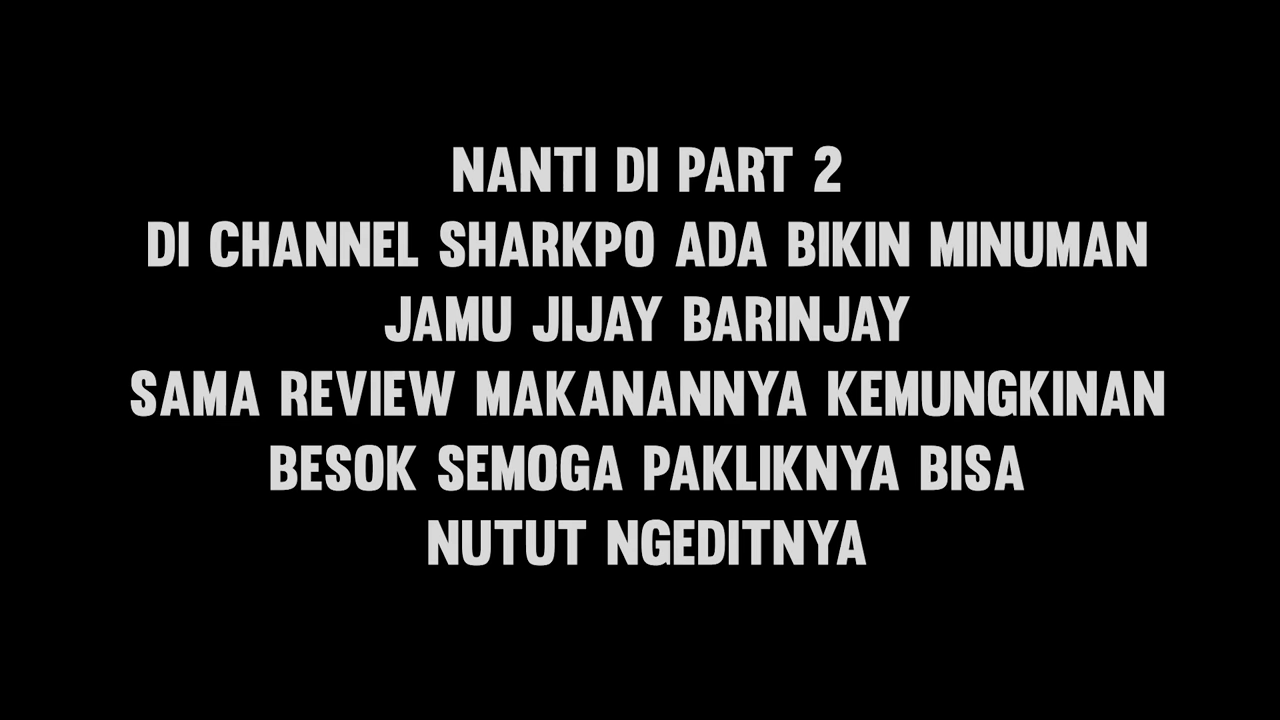 NANTI DI PART 2
DI CHANNEL SHARKPO ADA BIKIN MINUMAN
JAMU JIJAY BARINJAY
SAMA REVIEW MAKANANNYA KEMUNGKINAN
BESOK SEMOGA PAKLIKNYA BISA
NUTUT NGEDITNYA